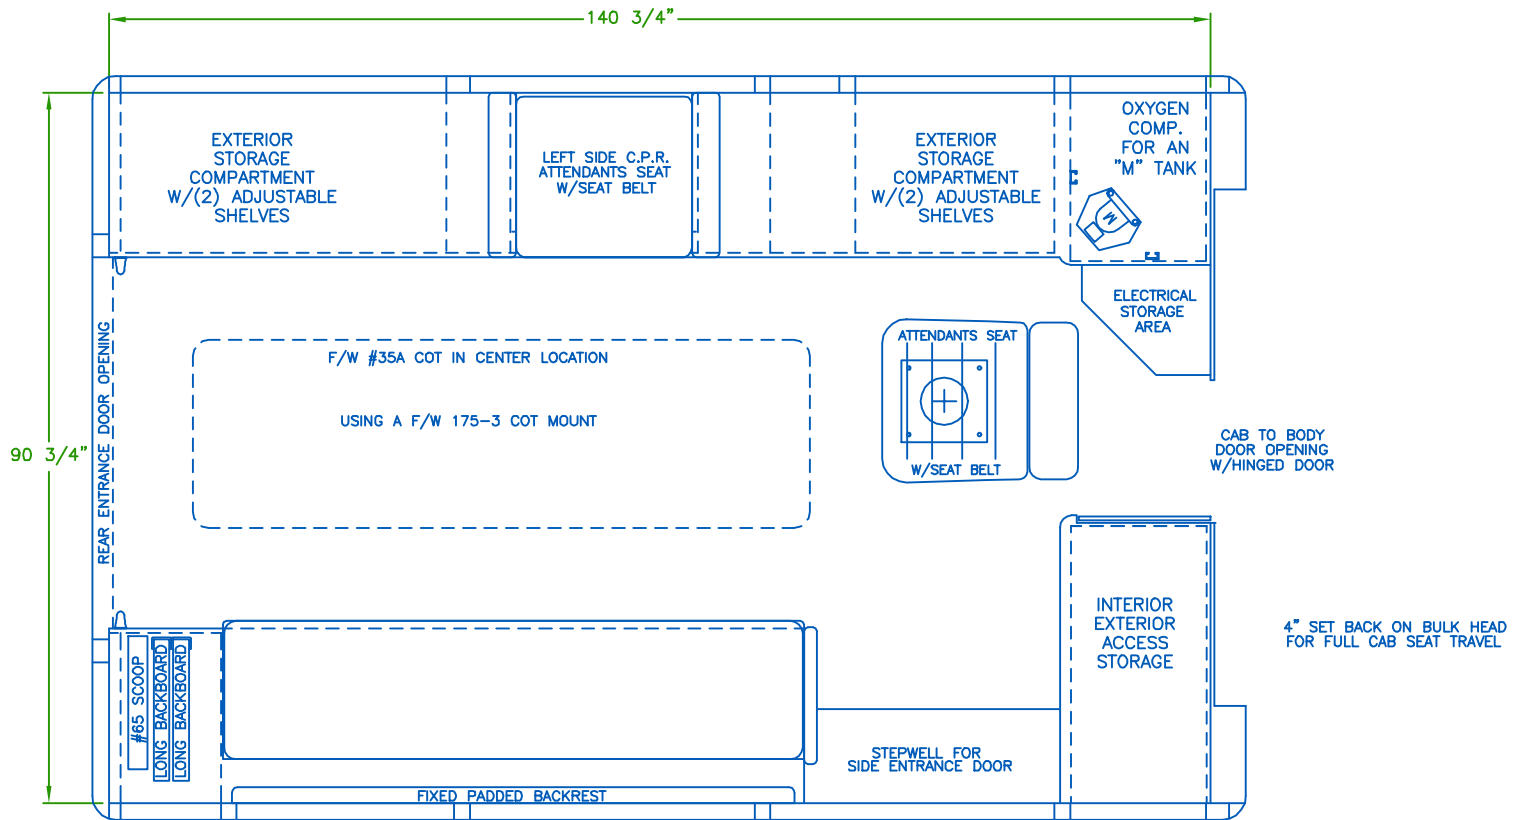 140 3/4"
EXTERIOR
STORAGE
COMPARTMENT
W/(2) ADJUSTABLE
SHELVES
LEFT SIDE C.P.R.
ATTENDANTS SEAT
W/SEAT BELT
EXTERIOR
STORAGE
COMPARTMENT
W/(2) ADJUSTABLE
SHELVES
OXYGEN
COMP.
FOR AN
"M" TANK
M
ELECTRICAL
STORAGE
AREA
REAR ENTRANCE DOOR OPENING
F/W #35A COT IN CENTER LOCATION
USING A F/W 175-3 COT MOUNT
ATTENDANTS SEAT
W/SEAT BELT
90 3/4"
CAB TO BODY
DOOR OPENING
W/HINGED DOOR
INTERIOR
EXTERIOR
ACCESS
STORAGE
4" SET BACK ON BULK HEAD
FOR FULL CAB SEAT TRAVEL
#65 SCOOP
LONG BACKBOARD
LONG BACKBOARD
STEPWELL FOR
SIDE ENTRANCE DOOR
FIXED PADDED BACKREST